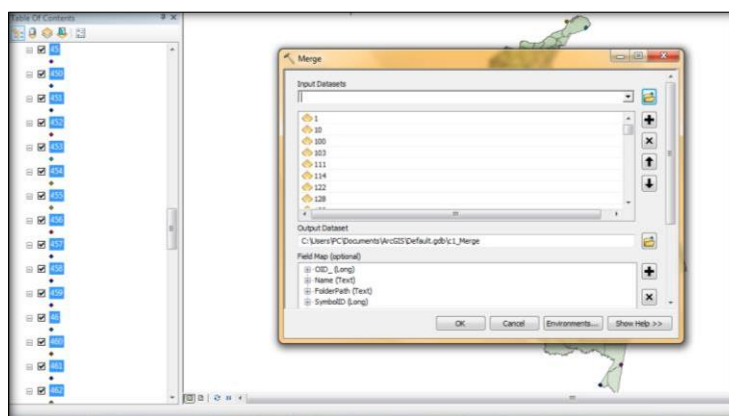 Table Of Contents
45
450
451
452
453
454
455
456
457
458
459
46
460
461
462
Merge
Input Datasets
1
10
100
103
111
114
122
128
Output Dataset
C:\Users\PC\Documents\ArcGIS\Default.gdb\c1_Merge
Field Map (optional)
OID_ (Long)
Name (Text)
FolderPath (Text)
SymbolID (Long)
OK
Cancel
Environments...
Show Help >>